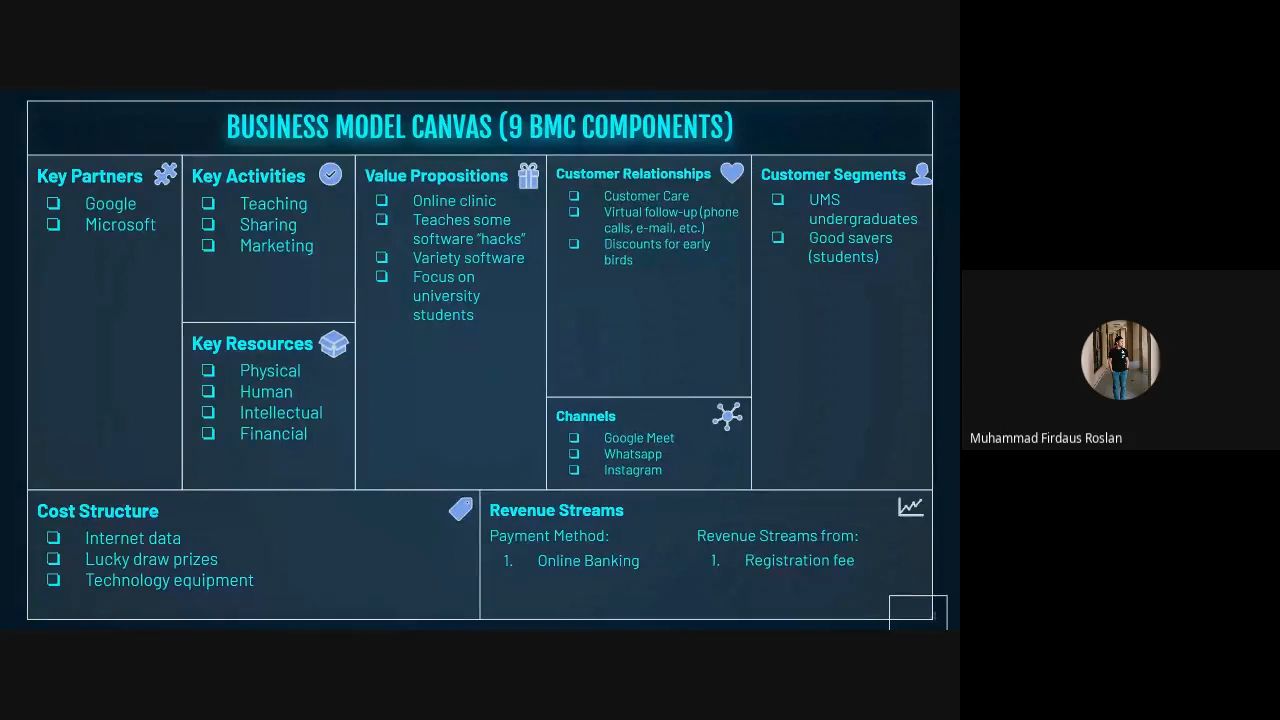 BUSINESS MODEL CANVAS (9 BMC COMPONENTS)
Key Partners
Google
Microsoft
Key Activities
Teaching
Sharing
Marketing
Key Resources
Physical
Human
Intellectual
Financial
Value Propositions
Online clinic
Teaches some
software “hacks”
Variety software
Focus on
university
students
Customer Relationships
Customer Care
Virtual follow-up (phone
calls, e-mail, etc.)
Discounts for early
birds
Channels
Google Meet
Whatsapp
Instagram
Customer Segments
UMS
undergraduates
Good savers
(students)
Cost Structure
Internet data
Lucky draw prizes
Technology equipment
Revenue Streams
Payment Method:
1. Online Banking
Revenue Streams from:
1. Registration fee
Muhammad Firdaus Roslan